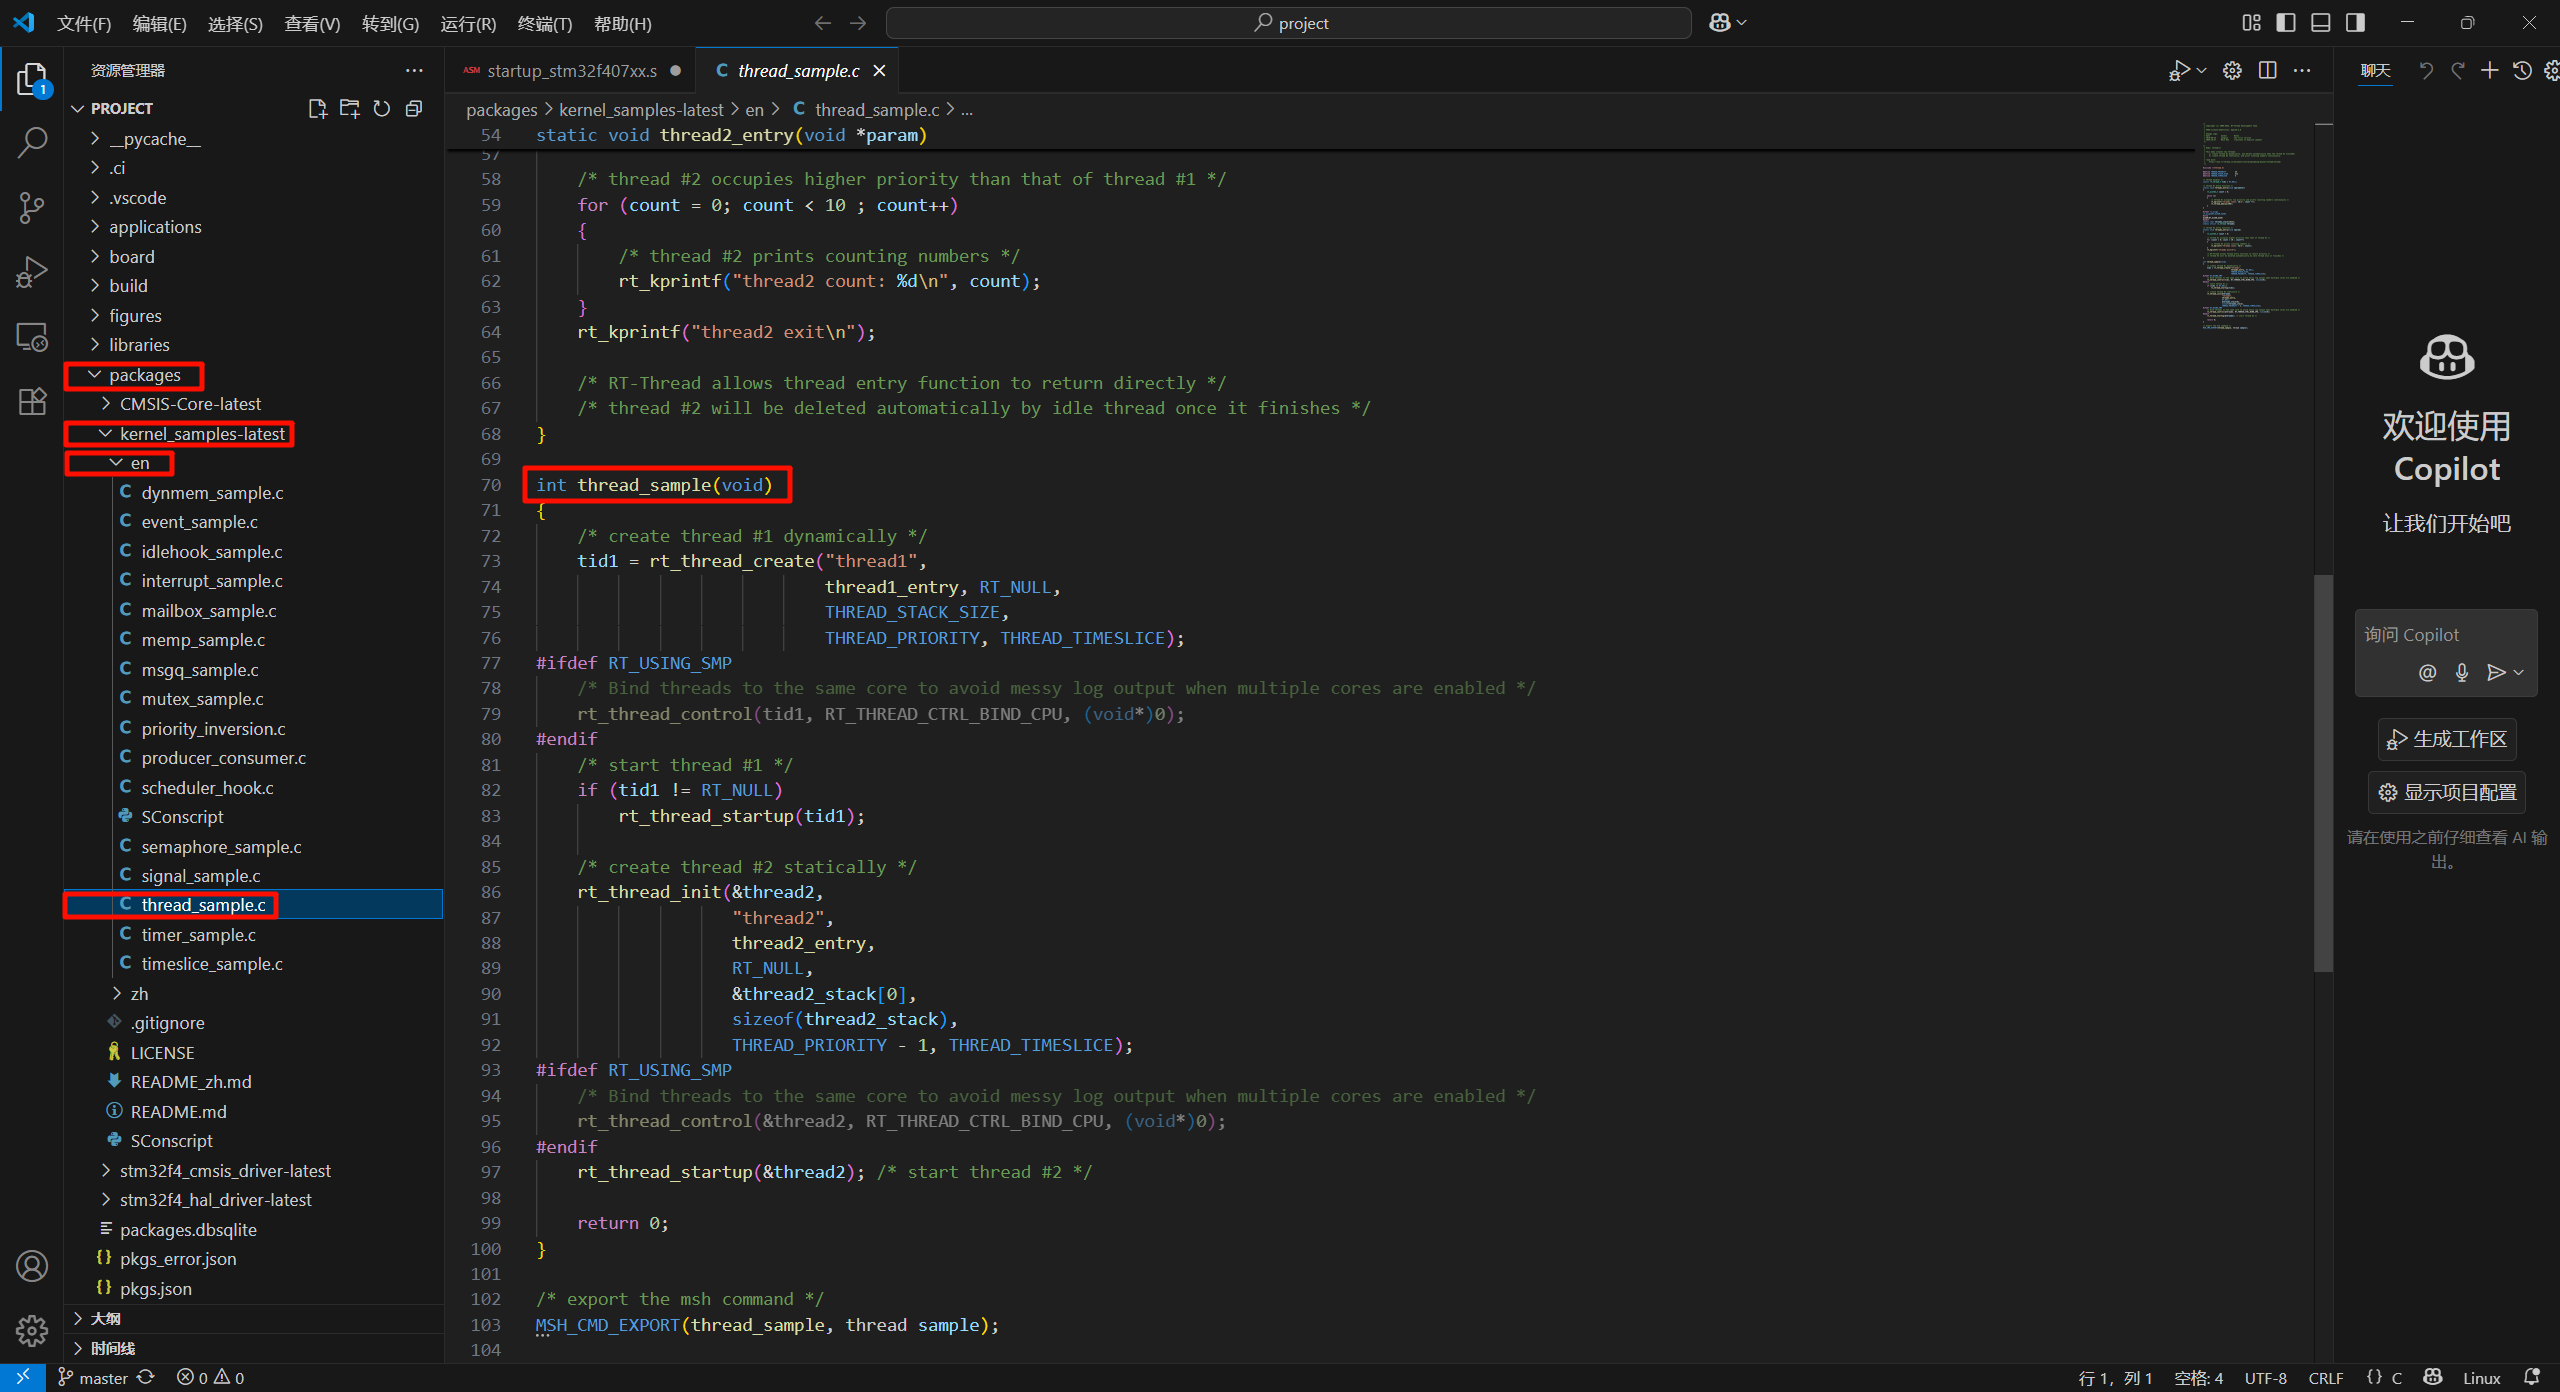 文件(F) 编辑(E) 选择(S) 查看(V) 转到(G) 运行(R) 终端(T) 帮助(H)
project
资源管理器
PROJECT
__pycache__
.ci
.vscode
applications
board
build
figures
libraries
packages
CMSIS-Core-latest
kernel_samples-latest
en
dynmem_sample.c
event_sample.c
idlehook_sample.c
interrupt_sample.c
mailbox_sample.c
memp_sample.c
msgq_sample.c
mutex_sample.c
priority_inversion.c
producer_consumer.c
scheduler_hook.c
SConscript
semaphore_sample.c
signal_sample.c
thread_sample.c
timer_sample.c
timeslice_sample.c
zh
.gitignore
LICENSE
README_zh.md
README.md
SConscript
stm32f4_cmsis_driver-latest
stm32f4_hal_driver-latest
packages.dbsqlite
pkgs_error.json
pkgs.json
大纲
时间线
ASM startup_stm32f407xx.s
C thread_sample.c
packages > kernel_samples-latest > en > C thread_sample.c > ...
54 static void thread2_entry(void *param)
57
58 /* thread #2 occupies higher priority than that of thread #1 */
59 for (count = 0; count < 10 ; count++)
60 {
61 /* thread #2 prints counting numbers */
62 rt_kprintf("thread2 count: %d\n", count);
63 }
64 rt_kprintf("thread2 exit\n");
65
66 /* RT-Thread allows thread entry function to return directly */
67 /* thread #2 will be deleted automatically by idle thread once it finishes */
68 }
69
70 int thread_sample(void)
71 {
72 /* create thread #1 dynamically */
73 tid1 = rt_thread_create("thread1",
74 thread1_entry, RT_NULL,
75 THREAD_STACK_SIZE,
76 THREAD_PRIORITY, THREAD_TIMESLICE);
77 #ifdef RT_USING_SMP
78 /* Bind threads to the same core to avoid messy log output when multiple cores are enabled */
79 rt_thread_control(tid1, RT_THREAD_CTRL_BIND_CPU, (void*)0);
80 #endif
81 /* start thread #1 */
82 if (tid1 != RT_NULL)
83 rt_thread_startup(tid1);
84
85 /* create thread #2 statically */
86 rt_thread_init(&thread2,
87 "thread2",
88 thread2_entry,
89 RT_NULL,
90 &thread2_stack[0],
91 sizeof(thread2_stack),
92 THREAD_PRIORITY - 1, THREAD_TIMESLICE);
93 #ifdef RT_USING_SMP
94 /* Bind threads to the same core to avoid messy log output when multiple cores are enabled */
95 rt_thread_control(&thread2, RT_THREAD_CTRL_BIND_CPU, (void*)0);
96 #endif
97 rt_thread_startup(&thread2); /* start thread #2 */
98
99 return 0;
100 }
101
102 /* export the msh command */
103 MSH_CMD_EXPORT(thread_sample, thread sample);
104
聊天
欢迎使用
Copilot
让我们开始吧
询问 Copilot
生成工作区
显示项目配置
请在使用之前仔细查看 AI 输
出。
1
master 0 0
行 1, 列 1 空格: 4 UTF-8 CRLF {} C Linux